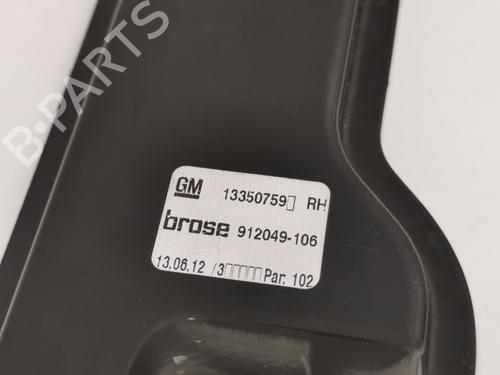 B-PARTS
GM 13350759▯ RH
brose 912049-106
13.06.12 /3▯▯▯▯▯Par. 102